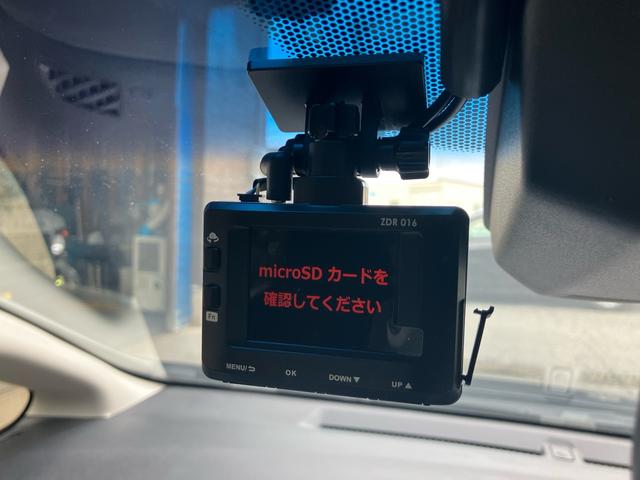 ZDR 016
microSD カードを
確認してください
Fn
MENU/⮌ OK DOWN▼ UP▲